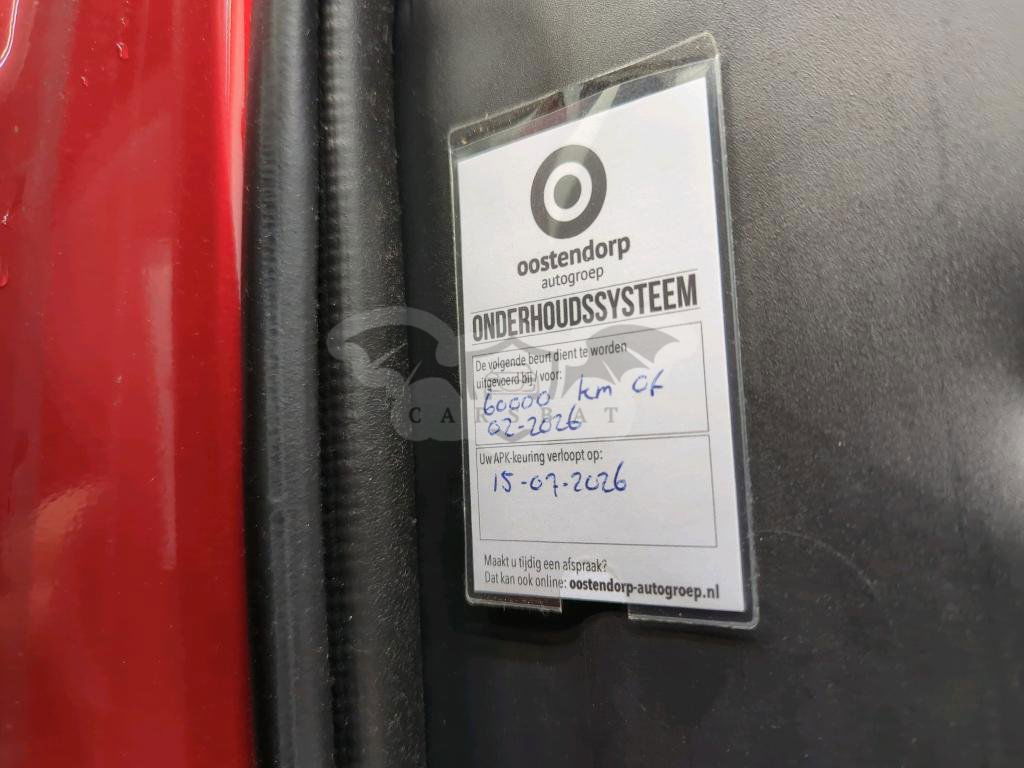 oostendorp
autogroep
ONDERHOUDSSYSTEEM
De volgende beurt dient te worden
uitgevoerd bij / voor:
60000 km of
02-2026
CARSBAT
Uw APK-keuring verloopt op:
15-07-2026
Maakt u tijdig een afspraak?
Dat kan ook online: oostendorp-autogroep.nl